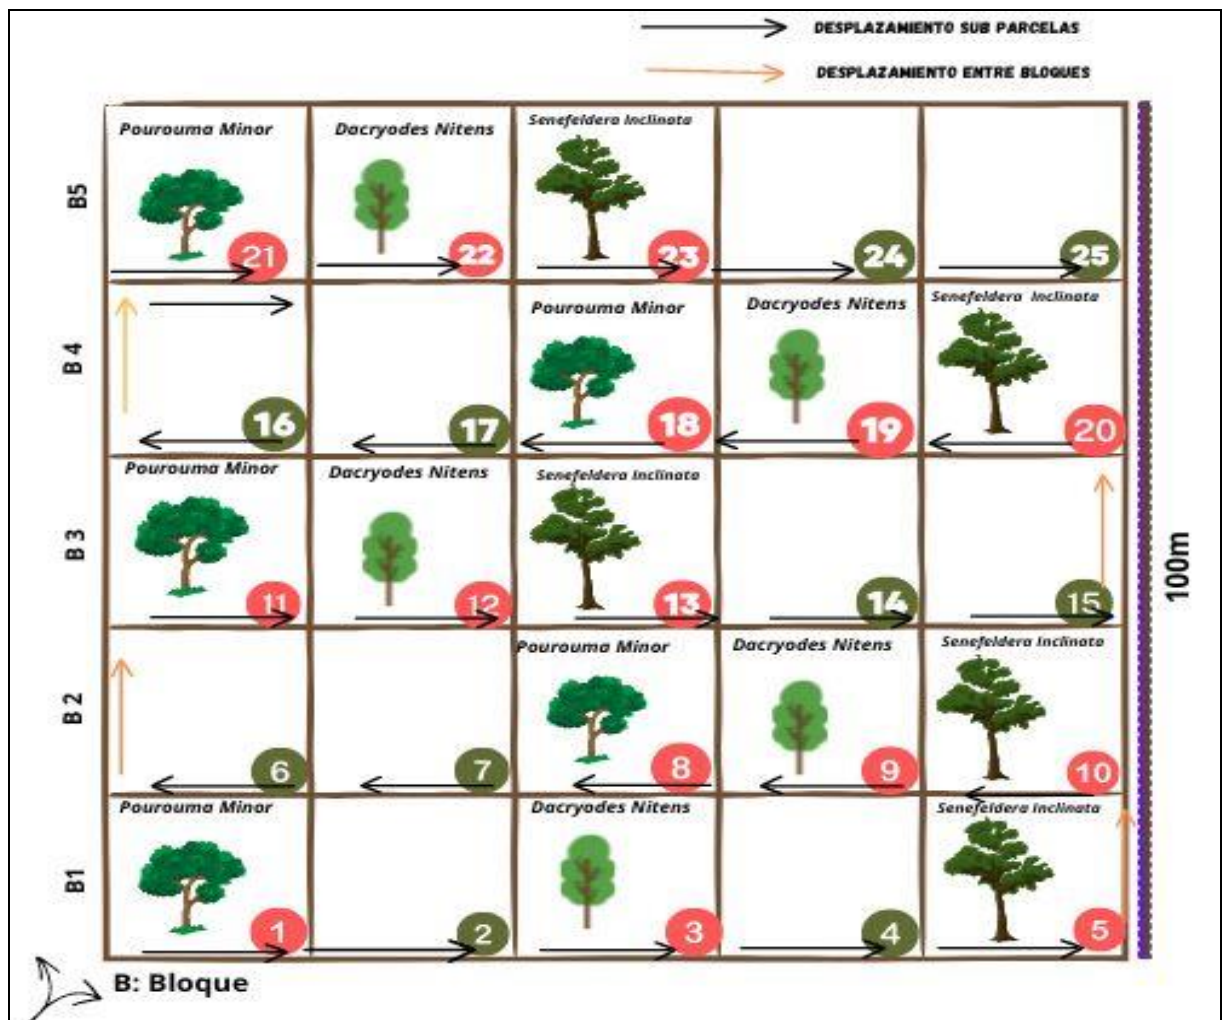 DESPLAZAMIENTO SUB PARCELAS
DESPLAZAMIENTO ENTRE BLOQUES
B5
Pourouma Minor
Dacryodes Nitens
Senefeldera Inclinata
21
22
23
24
25
B 4
Pourouma Minor
Dacryodes Nitens
Senefeldera Inclinata
16
17
18
19
20
B 3
Pourouma Minor
Dacryodes Nitens
Senefeldera Inclinata
11
12
13
14
15
100m
B 2
Pourouma Minor
Dacryodes Nitens
Senefeldera Inclinata
6
7
8
9
10
B1
Pourouma Minor
Dacryodes Nitens
Senefeldera Inclinata
1
2
3
4
5
B: Bloque